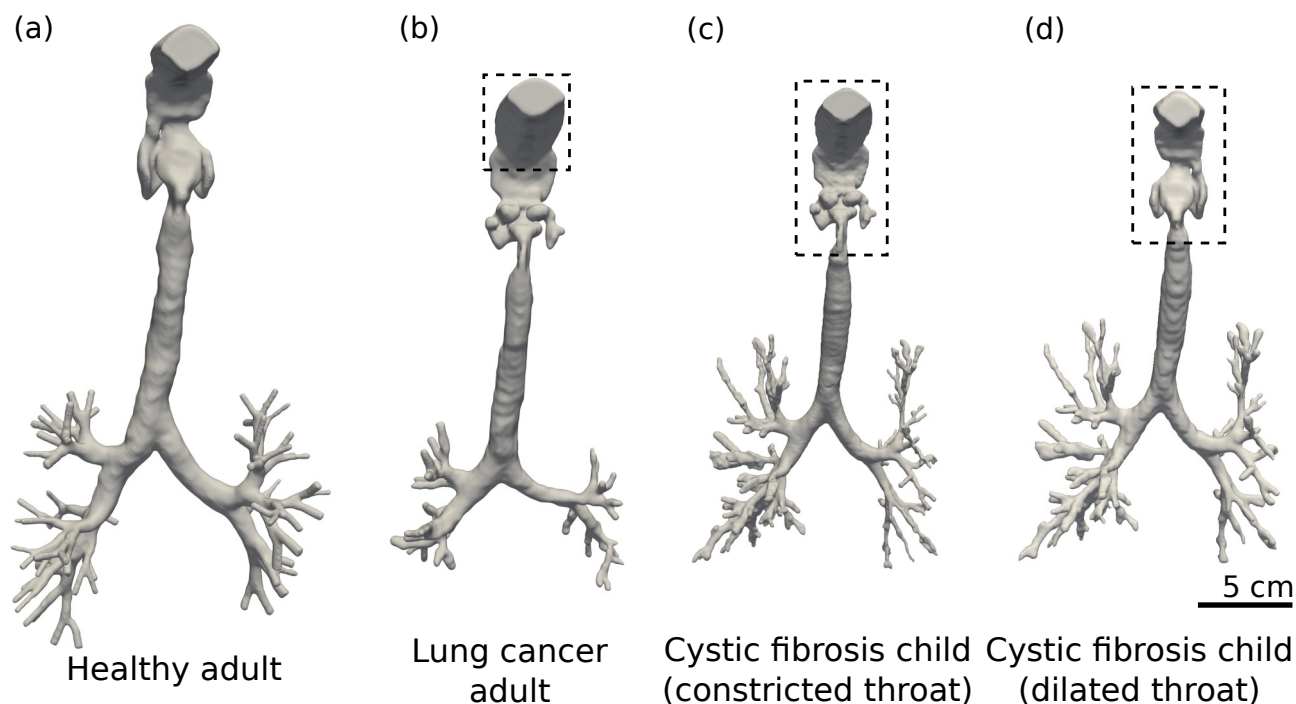 (a)
(b)
(c)
(d)
5 cm
Healthy adult
Lung cancer
adult
Cystic fibrosis child
(constricted throat)
Cystic fibrosis child
(dilated throat)